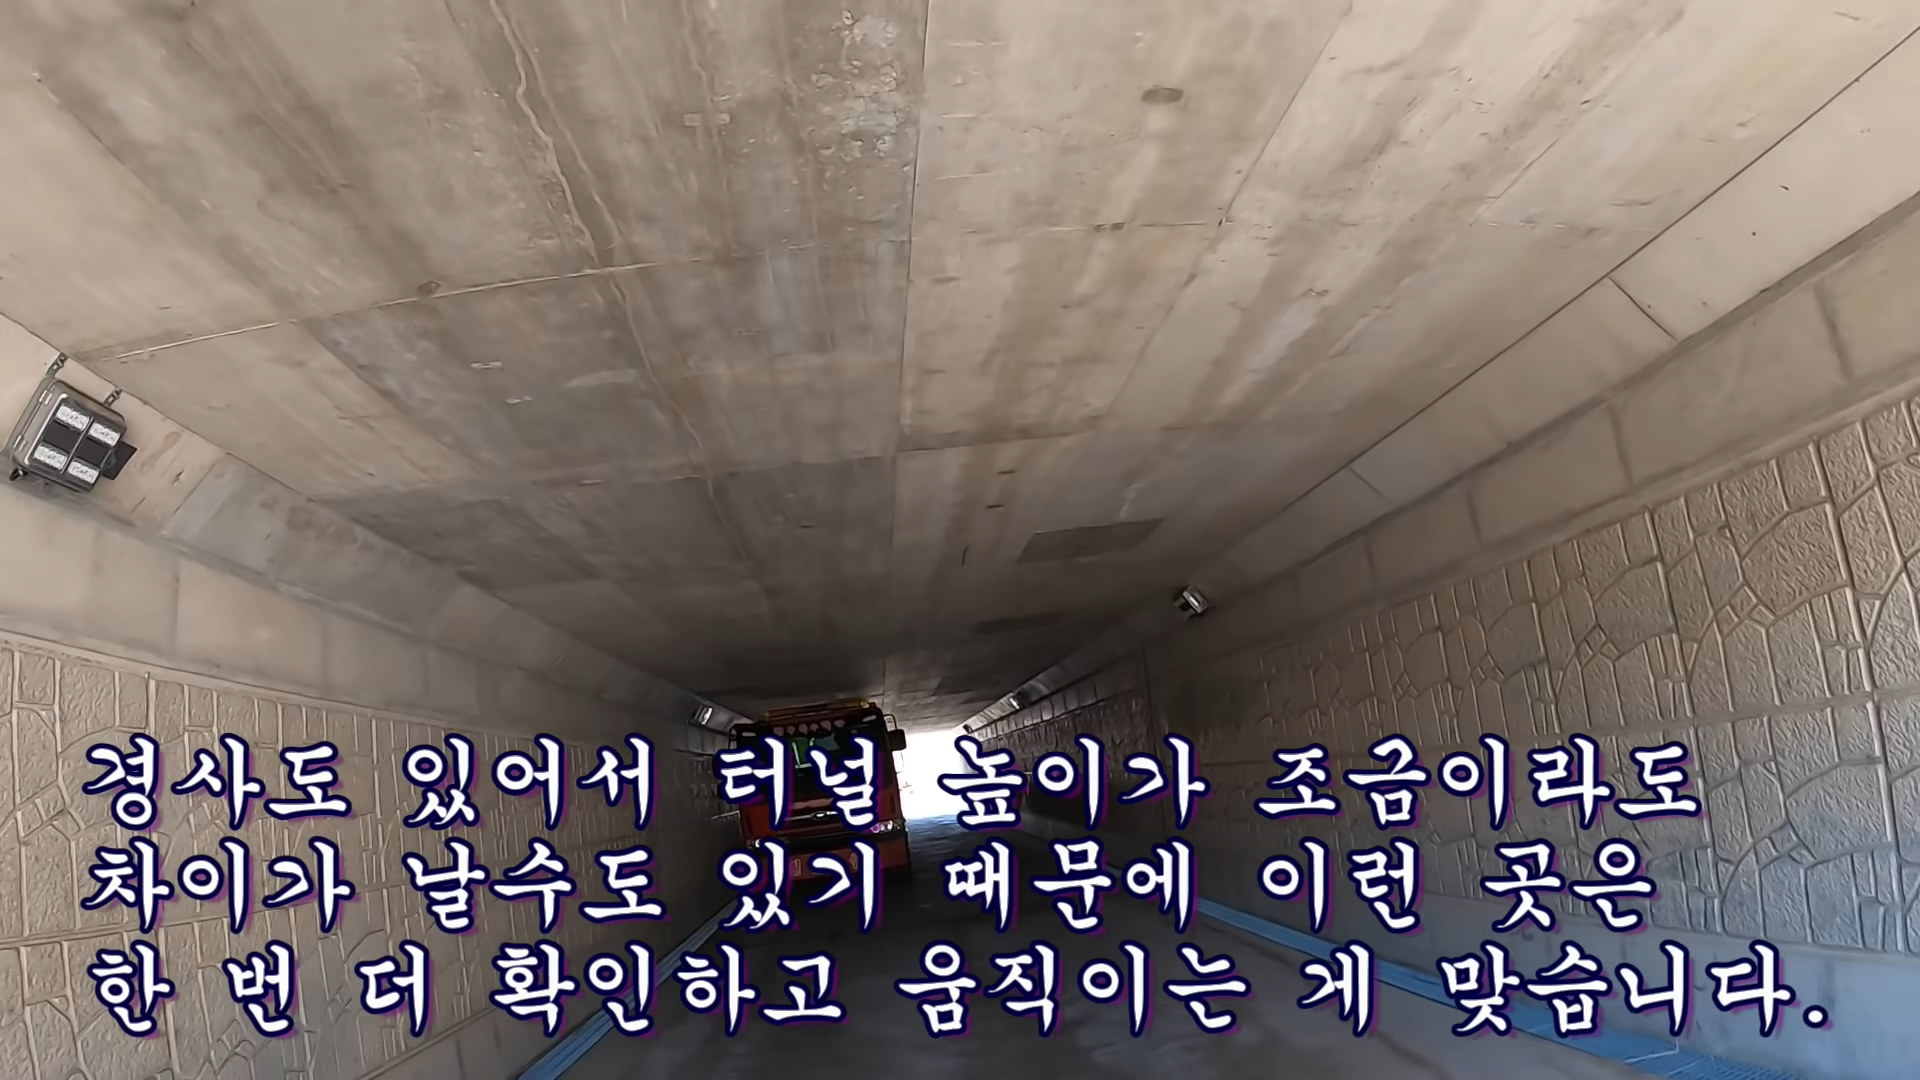 경사도 있어서 터널 높이가 조금이라도
차이가 날수도 있기 때문에 이런 곳은
한 번 더 확인하고 움직이는 게 맞습니다.